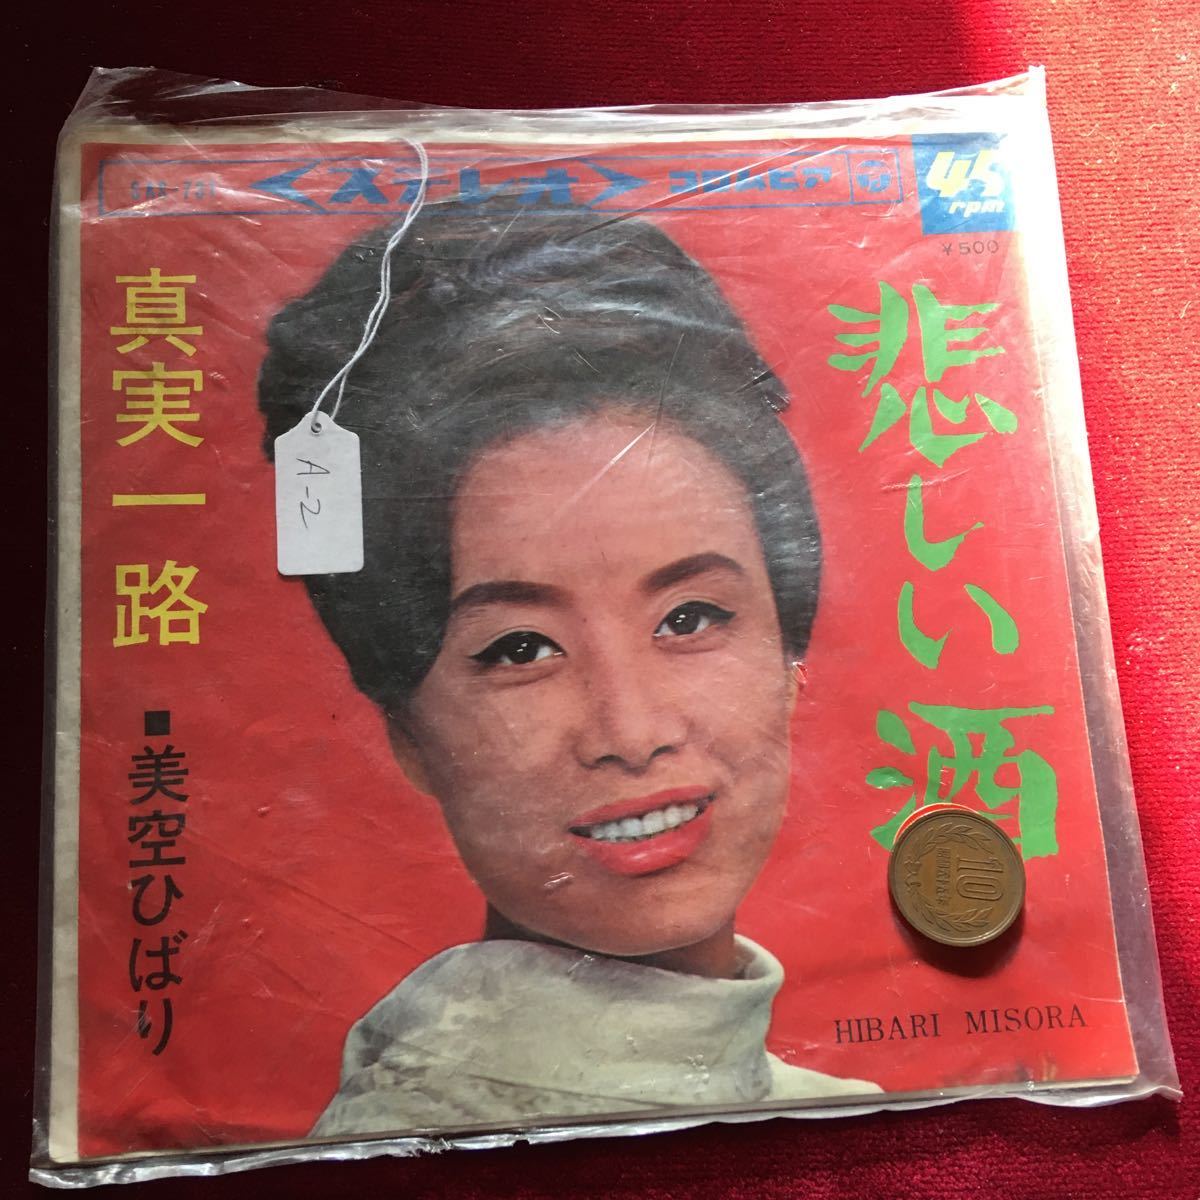 SAS-731
<ステレオ>
コロムビア
45
rpm
¥500
悲しい酒
真実一路
■美空ひばり
HIBARI MISORA
A-2
10